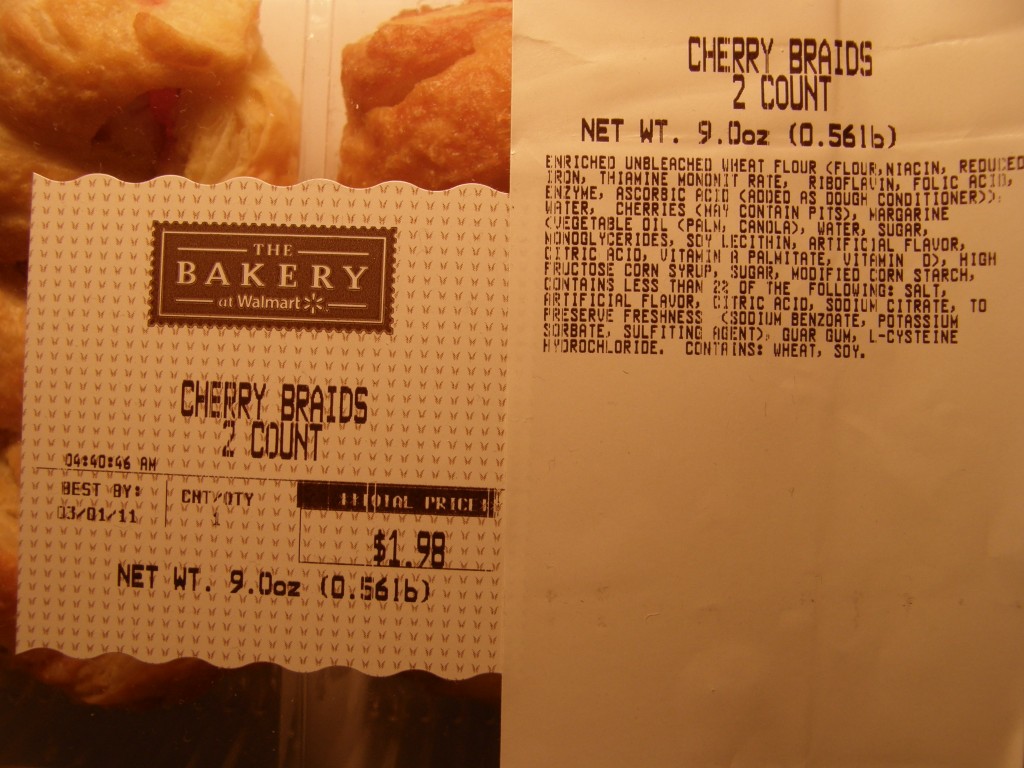 THE
BAKERY
at Walmart
CHERRY BRAIDS
2 COUNT
04:40:46 AM
BEST BY:
03/01/11
CNT/QTY
1
TOTAL PRICE
$1.98
NET WT. 9.0oz (0.56lb)
CHERRY BRAIDS
2 COUNT
NET WT. 9.0oz (0.56lb)
ENRICHED UNBLEACHED WHEAT FLOUR (FLOUR,NIACIN, REDUCED
IRON, THIAMINE MONONIT RATE, RIBOFLAVIN, FOLIC ACID,
ENZYME, ASCORBIC ACID (ADDED AS DOUGH CONDITIONER)),
WATER, CHERRIES (MAY CONTAIN PITS), MARGARINE
(VEGETABLE OIL (PALM, CANOLA), WATER, SUGAR,
MONOGLYCERIDES, SOY LECITHIN, ARTIFICIAL FLAVOR,
CITRIC ACID, VITAMIN A PALMITATE, VITAMIN D), HIGH
FRUCTOSE CORN SYRUP, SUGAR, MODIFIED CORN STARCH,
CONTAINS LESS THAN 2% OF THE FOLLOWING: SALT,
ARTIFICIAL FLAVOR, CITRIC ACID, SODIUM CITRATE, TO
PRESERVE FRESHNESS (SODIUM BENZOATE, POTASSIUM
SORBATE, SULFITING AGENT), GUAR GUM, L-CYSTEINE
HYDROCHLORIDE. CONTAINS: WHEAT, SOY.